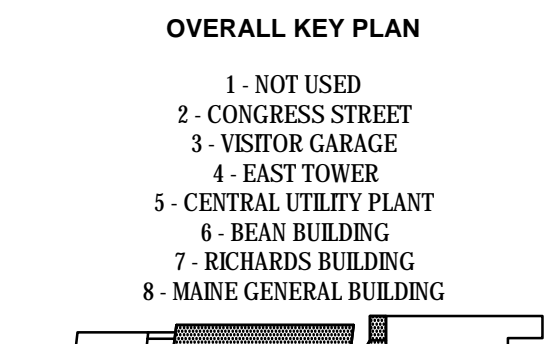 OVERALL KEY PLAN
1 - NOT USED
2 - CONGRESS STREET
3 - VISITOR GARAGE
4 - EAST TOWER
5 - CENTRAL UTILITY PLANT
6 - BEAN BUILDING
7 - RICHARDS BUILDING
8 - MAINE GENERAL BUILDING